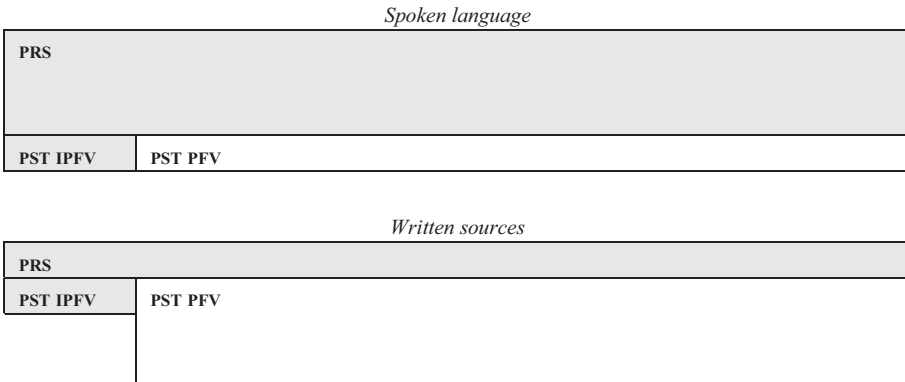 Spoken language
PRS
PST IPFV PST PFV
Written sources
PRS
PST IPFV PST PFV